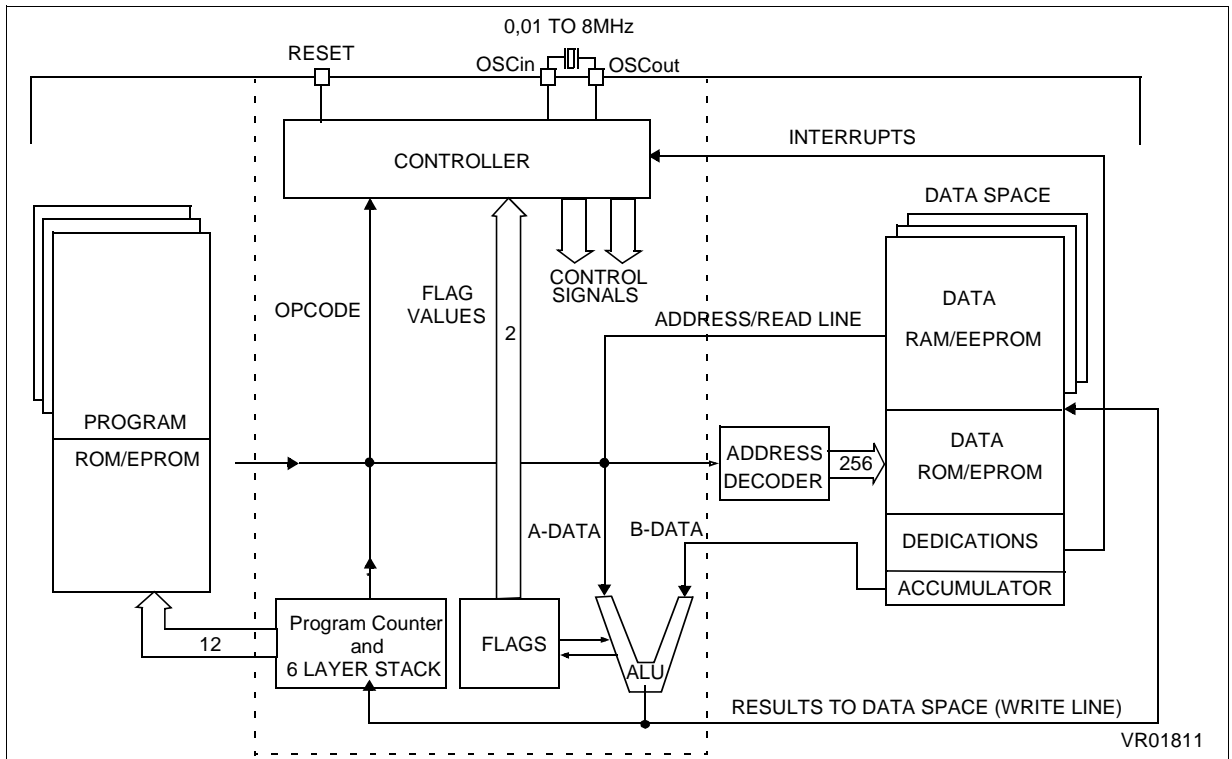 0,01 TO 8MHz
RESET
OSCin
OSCout
INTERRUPTS
CONTROLLER
DATA SPACE
CONTROL
SIGNALS
OPCODE
FLAG
VALUES
2
DATA
RAM/EEPROM
ADDRESS/READ LINE
PROGRAM
ROM/EPROM
ADDRESS
DECODER
256
DATA
ROM/EPROM
A-DATA
B-DATA
DEDICATIONS
ACCUMULATOR
12
Program Counter
and
6 LAYER STACK
FLAGS
ALU
RESULTS TO DATA SPACE (WRITE LINE)
VR01811